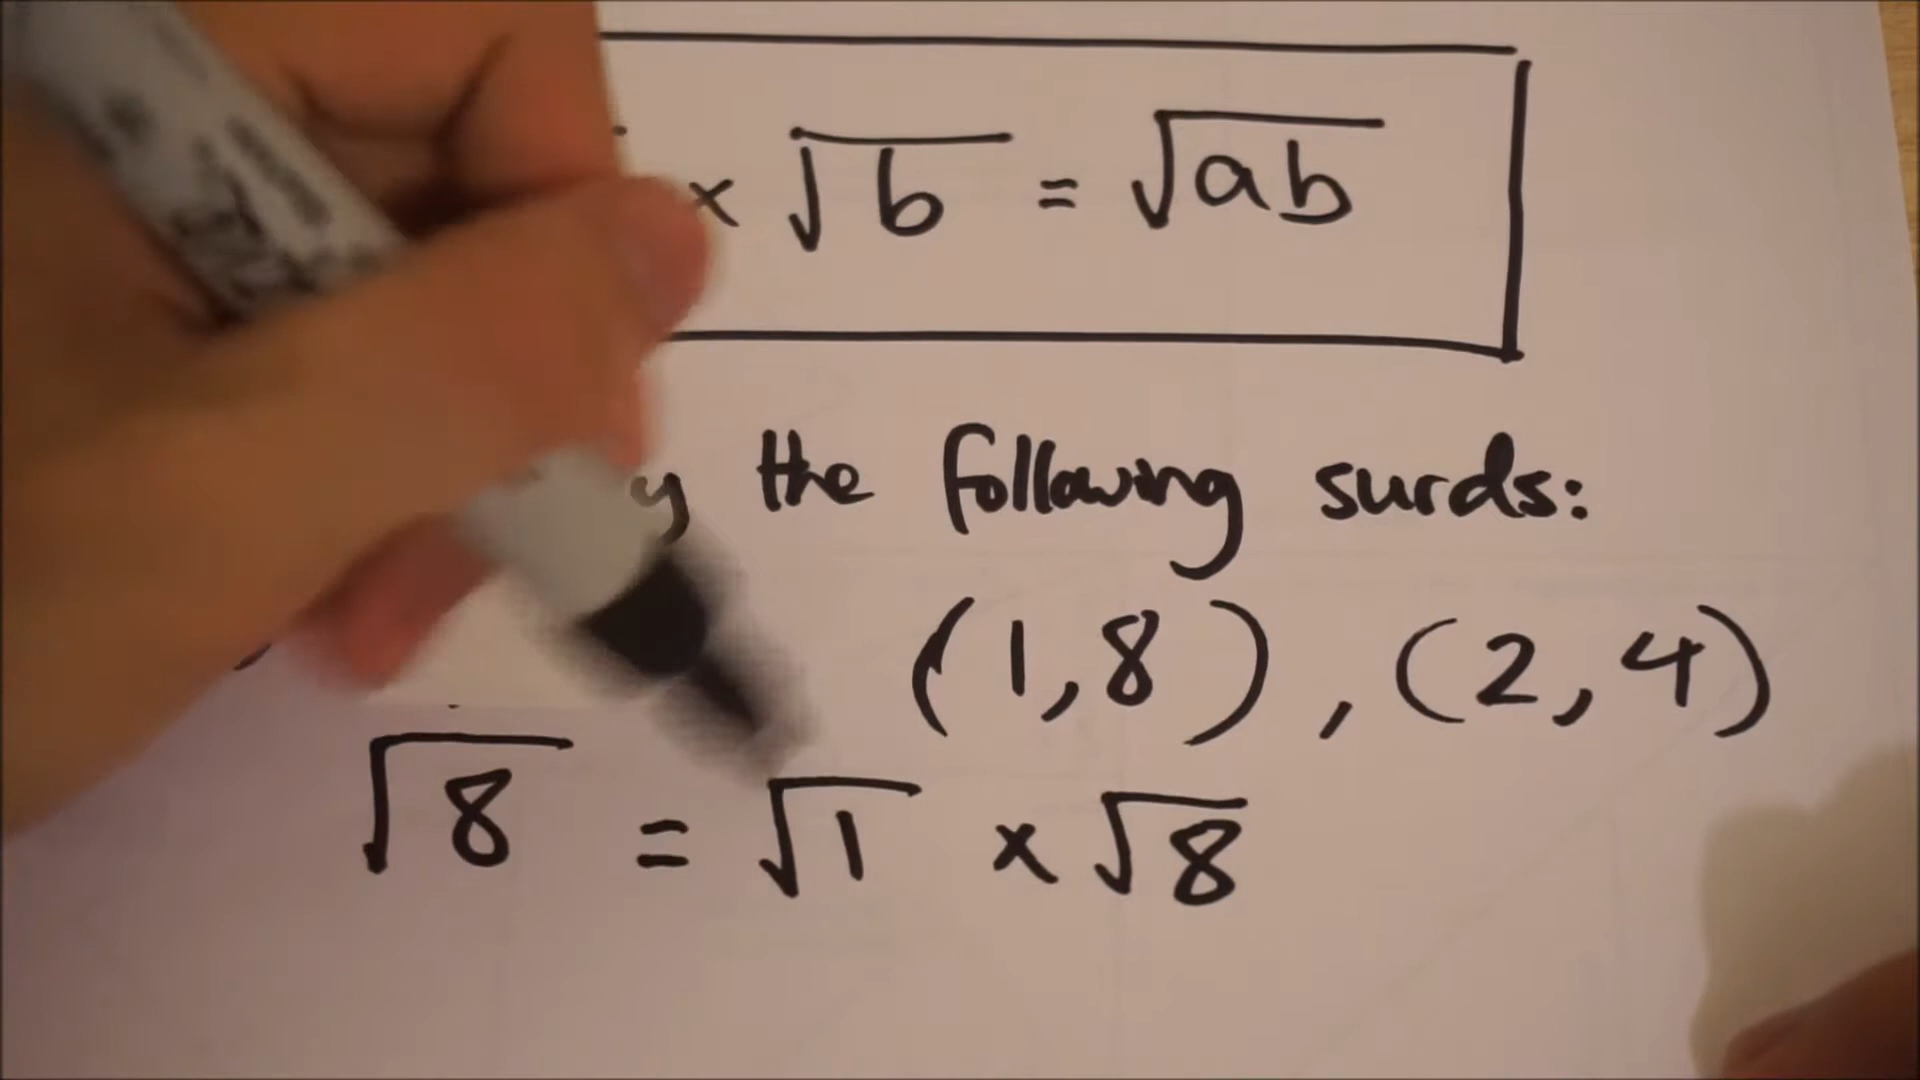 × √b = √ab
the following surds:
(1,8), (2,4)
√8 = √1 × √8